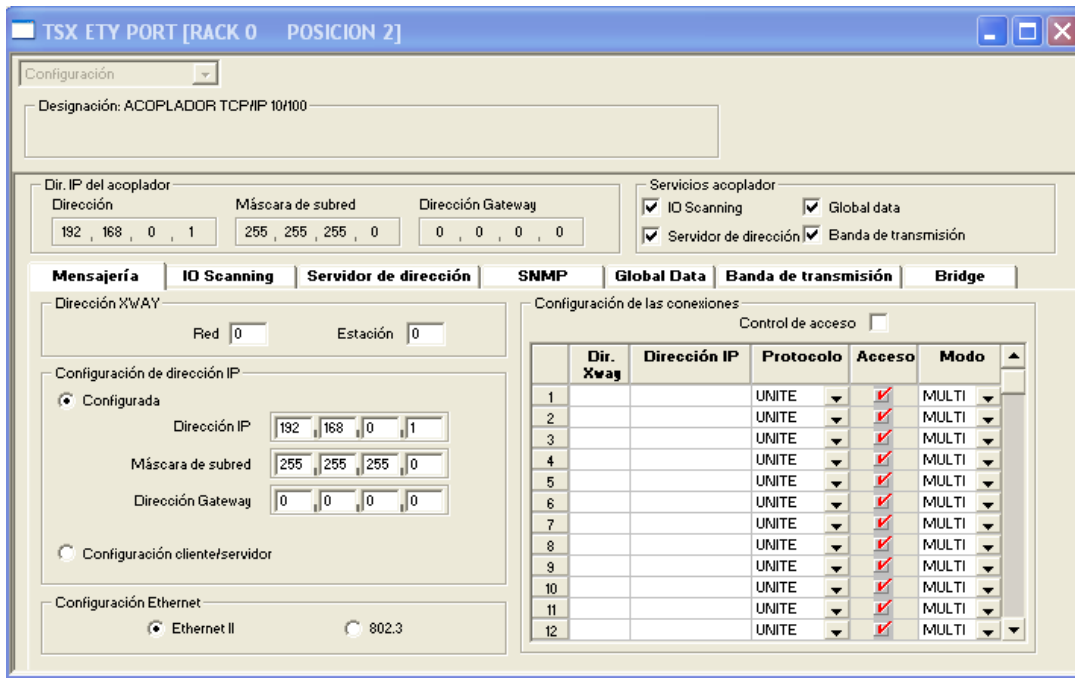 TSX ETY PORT [RACK 0 POSICION 2]
Configuración
Designación: ACOPLADOR TCP/IP 10/100
Dir. IP del acoplador
Dirección Máscara de subred Dirección Gateway
192 , 168 , 0 , 1 255 , 255 , 255 , 0 0 , 0 , 0 , 0
Servicios acoplador
IO Scanning Global data
Servidor de dirección Banda de transmisión
Mensajería IO Scanning Servidor de dirección SNMP Global Data Banda de transmisión Bridge
Dirección XWAY
Red 0 Estación 0
Configuración de dirección IP
Configurada
Dirección IP 192 , 168 , 0 , 1
Máscara de subred 255 , 255 , 255 , 0
Dirección Gateway 0 , 0 , 0 , 0
Configuración cliente/servidor
Configuración Ethernet
Ethernet II 802.3
Configuración de las conexiones
Control de acceso
Dir. Xway Dirección IP Protocolo Acceso Modo
1 UNITE MULTI
2 UNITE MULTI
3 UNITE MULTI
4 UNITE MULTI
5 UNITE MULTI
6 UNITE MULTI
7 UNITE MULTI
8 UNITE MULTI
9 UNITE MULTI
10 UNITE MULTI
11 UNITE MULTI
12 UNITE MULTI